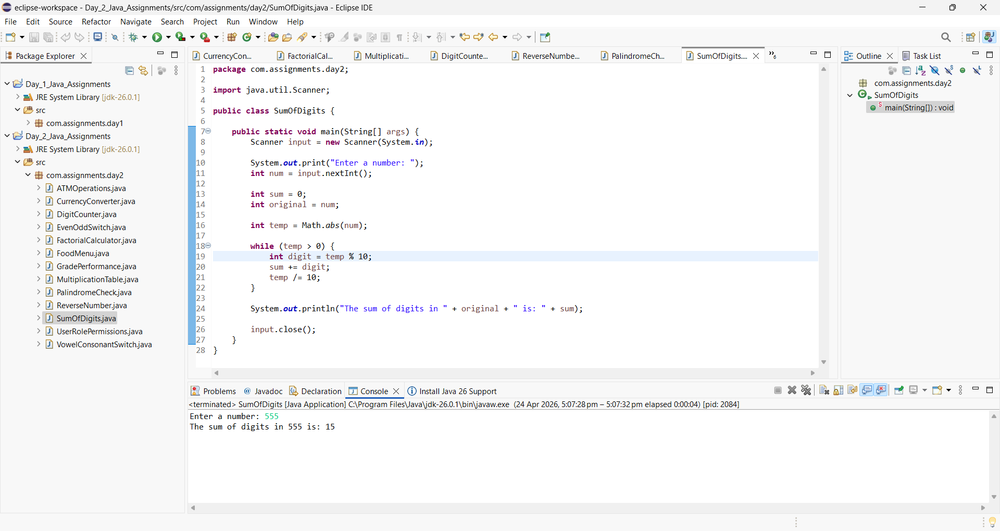 eclipse-workspace - Day_2_Java_Assignments/src/com/assignments/day2/SumOfDigits.java - Eclipse IDE
File Edit Source Refactor Navigate Search Project Run Window Help
Package Explorer
Day_1_Java_Assignments
JRE System Library [jdk-26.0.1]
src
com.assignments.day1
Day_2_Java_Assignments
JRE System Library [jdk-26.0.1]
src
com.assignments.day2
ATMOperations.java
CurrencyConverter.java
DigitCounter.java
EvenOddSwitch.java
FactorialCalculator.java
FoodMenu.java
GradePerformance.java
MultiplicationTable.java
PalindromeCheck.java
ReverseNumber.java
SumOfDigits.java
UserRolePermissions.java
VowelConsonantSwitch.java
CurrencyCon... FactorialCal... Multiplicati... DigitCounte... ReverseNumbe... PalindromeCh... SumOfDigits.... »6
1 package com.assignments.day2;
2
3 import java.util.Scanner;
4
5 public class SumOfDigits {
6
7 public static void main(String[] args) {
8 Scanner input = new Scanner(System.in);
9
10 System.out.print("Enter a number: ");
11 int num = input.nextInt();
12
13 int sum = 0;
14 int original = num;
15
16 int temp = Math.abs(num);
17
18 while (temp > 0) {
19 int digit = temp % 10;
20 sum += digit;
21 temp /= 10;
22 }
23
24 System.out.println("The sum of digits in " + original + " is: " + sum);
25
26 input.close();
27 }
28 }
Outline Task List
com.assignments.day2
SumOfDigits
main(String[]) : void
Problems Javadoc Declaration Console Install Java 26 Support
<terminated> SumOfDigits [Java Application] C:\Program Files\Java\jdk-26.0.1\bin\javaw.exe (24 Apr 2026, 5:07:28 pm – 5:07:32 pm elapsed 0:00:04) [pid: 2084]
Enter a number: 555
The sum of digits in 555 is: 15